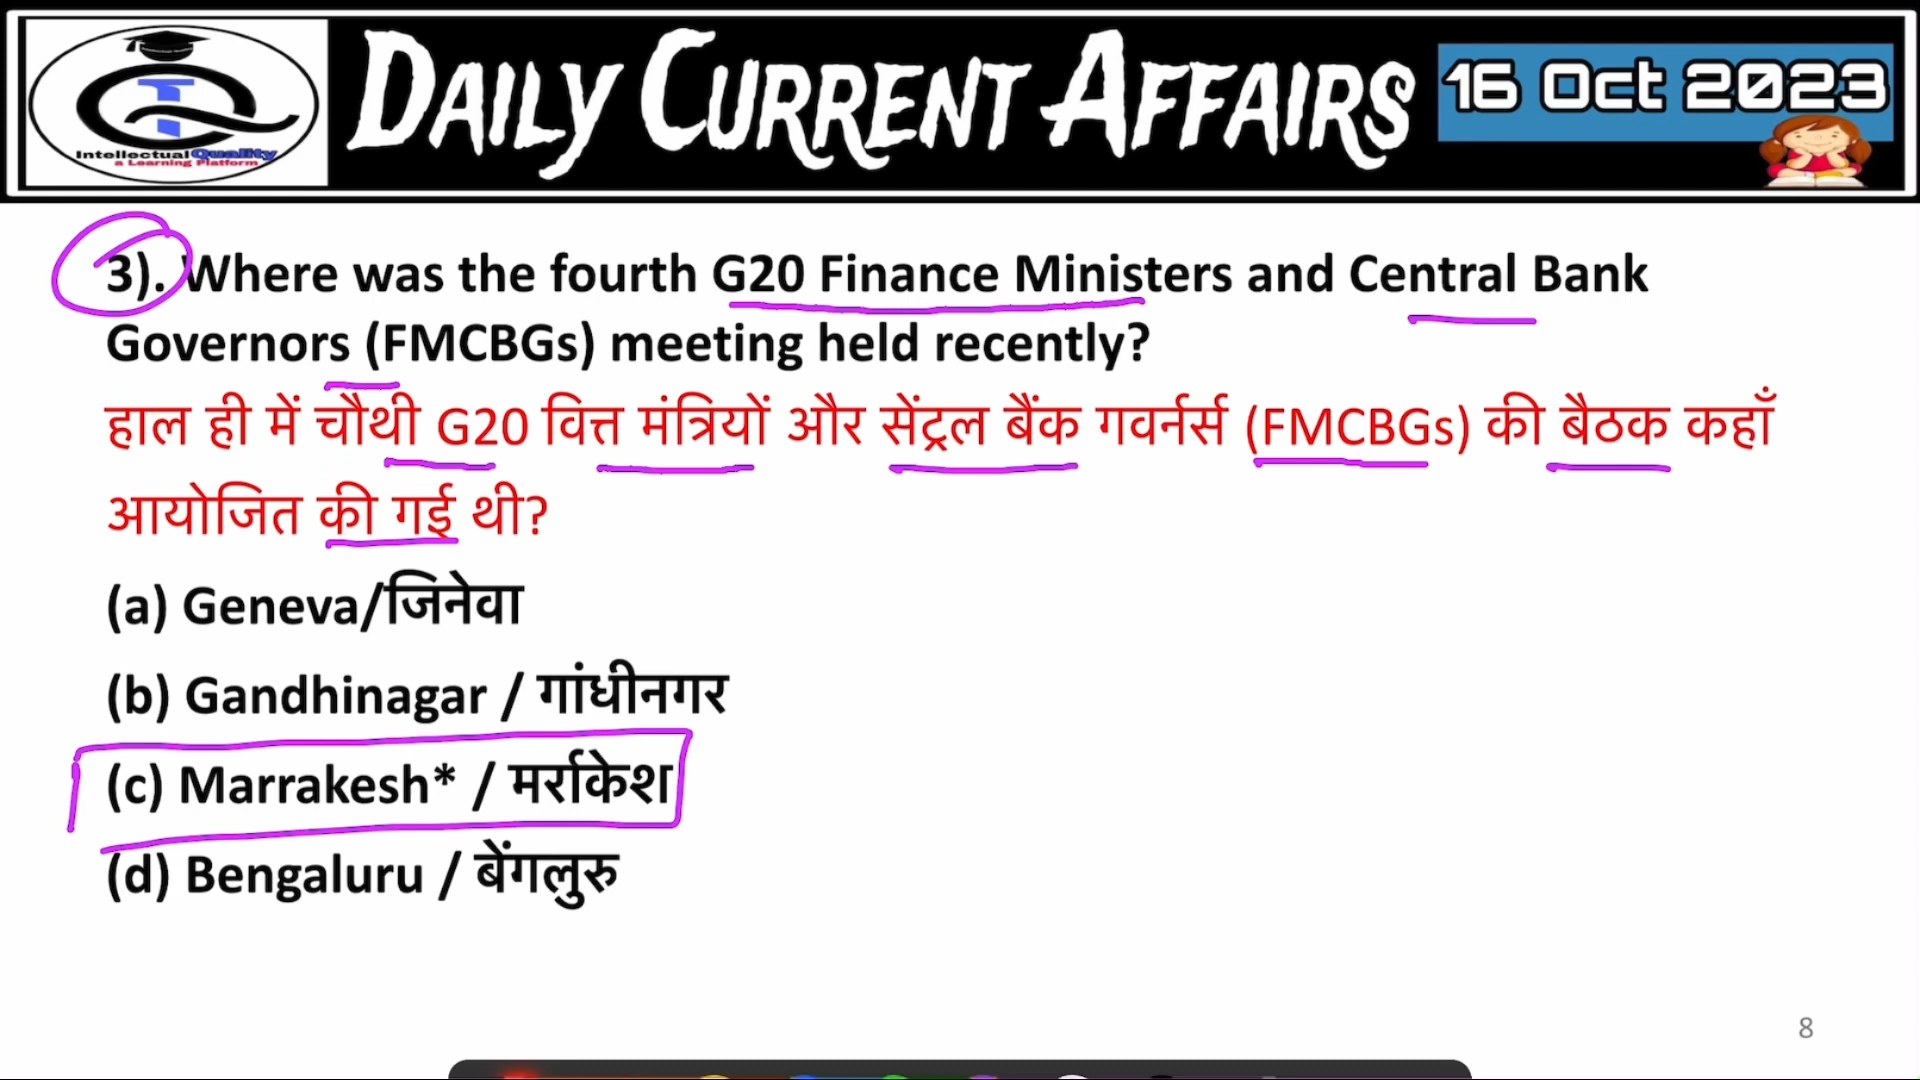 IntellectualQuality
a Learning Platform
DAILY CURRENT AFFAIRS
16 Oct 2023
3). Where was the fourth G20 Finance Ministers and Central Bank
Governors (FMCBGs) meeting held recently?
हाल ही में चौथी G20 वित्त मंत्रियों और सेंट्रल बैंक गवर्नर्स (FMCBGs) की बैठक कहाँ
आयोजित की गई थी?
(a) Geneva/जिनेवा
(b) Gandhinagar / गांधीनगर
(c) Marrakesh* / मर्राकेश
(d) Bengaluru / बेंगलुरु
8